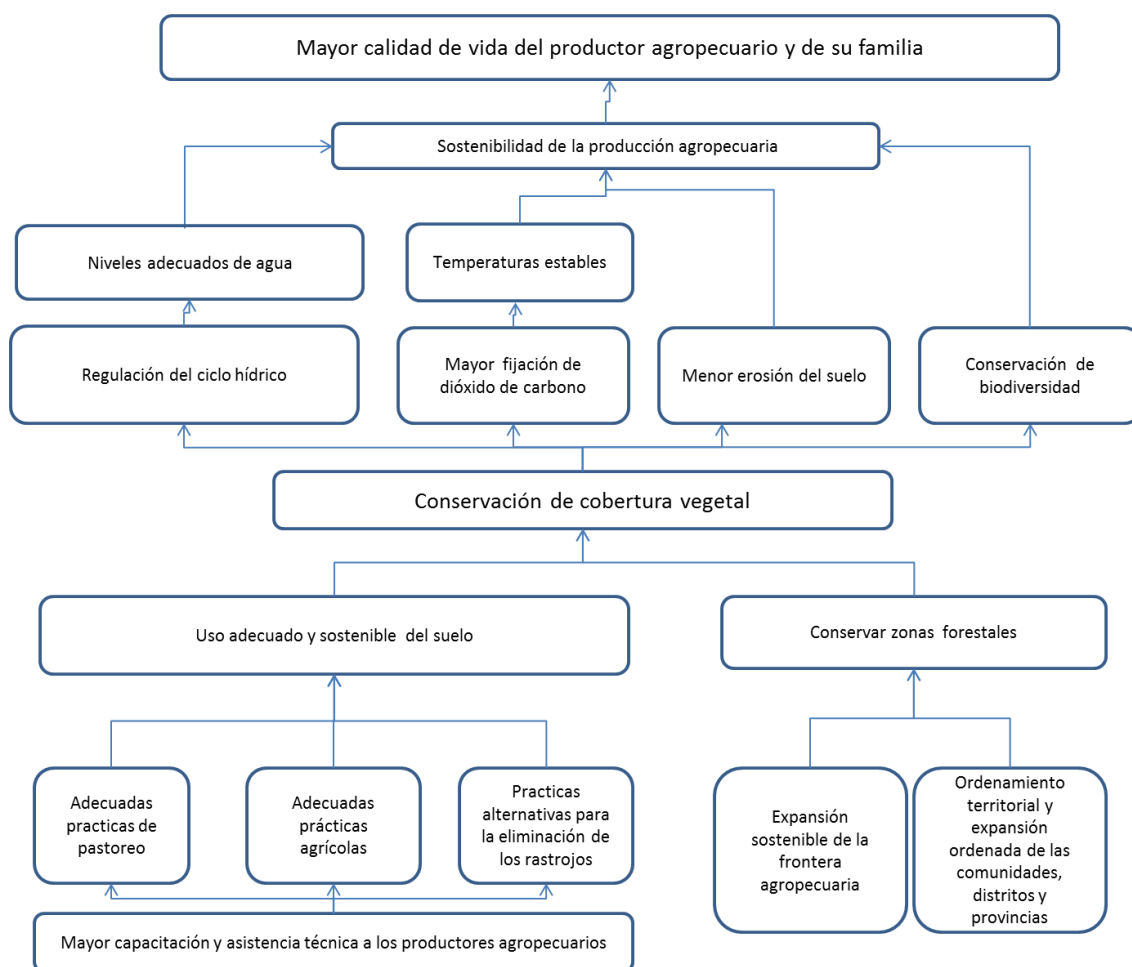 Mayor calidad de vida del productor agropecuario y de su familia
Sostenibilidad de la producción agropecuaria
Niveles adecuados de agua
Temperaturas estables
Regulación del ciclo hídrico
Mayor fijación de
dióxido de carbono
Menor erosión del suelo
Conservación de
biodiversidad
Conservación de cobertura vegetal
Uso adecuado y sostenible del suelo
Conservar zonas forestales
Adecuadas
practicas de
pastoreo
Adecuadas
prácticas
agrícolas
Practicas
alternativas para
la eliminación de
los rastrojos
Expansión
sostenible de la
frontera
agropecuaria
Ordenamiento
territorial y
expansión
ordenada de las
comunidades,
distritos y
provincias
Mayor capacitación y asistencia técnica a los productores agropecuarios